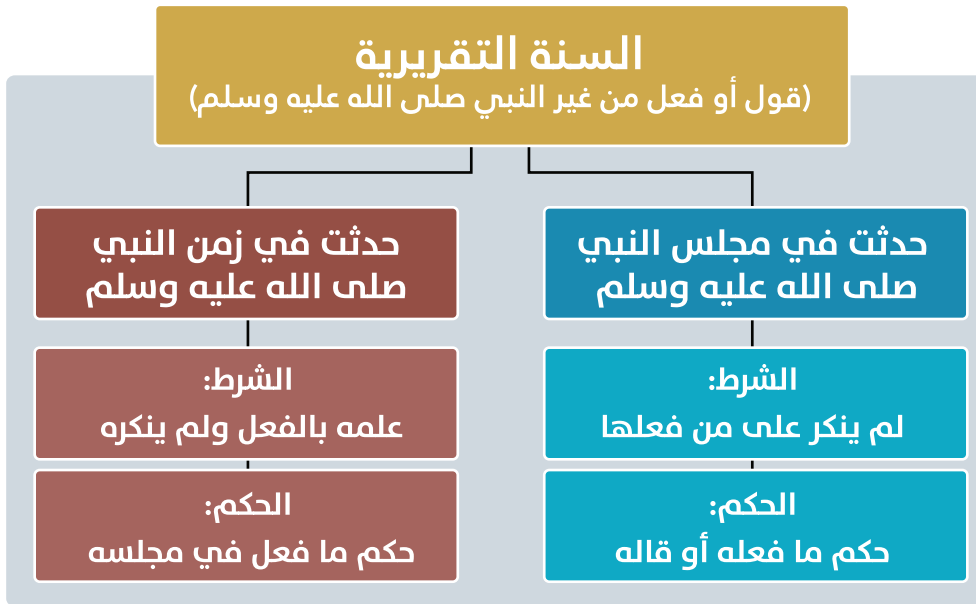 السنة التقريرية
(قول أو فعل من غير النبي صلى الله عليه وسلم)
حدثت في مجلس النبي
صلى الله عليه وسلم
الشرط:
لم ينكر على من فعلها
الحكم:
حكم ما فعله أو قاله
حدثت في زمن النبي
صلى الله عليه وسلم
الشرط:
علمه بالفعل ولم ينكره
الحكم:
حكم ما فعل في مجلسه